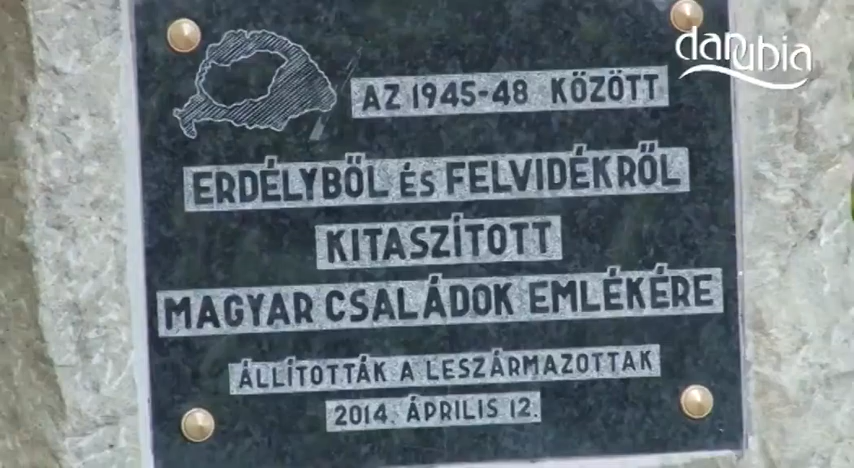 danubia
AZ 1945-48 KÖZÖTT
ERDÉLYBŐL ÉS FELVIDÉKRŐL
KITASZÍTOTT
MAGYAR CSALÁDOK EMLÉKÉRE
ÁLLÍTOTTÁK A LESZÁRMAZOTTAK
2014. ÁPRILIS 12.